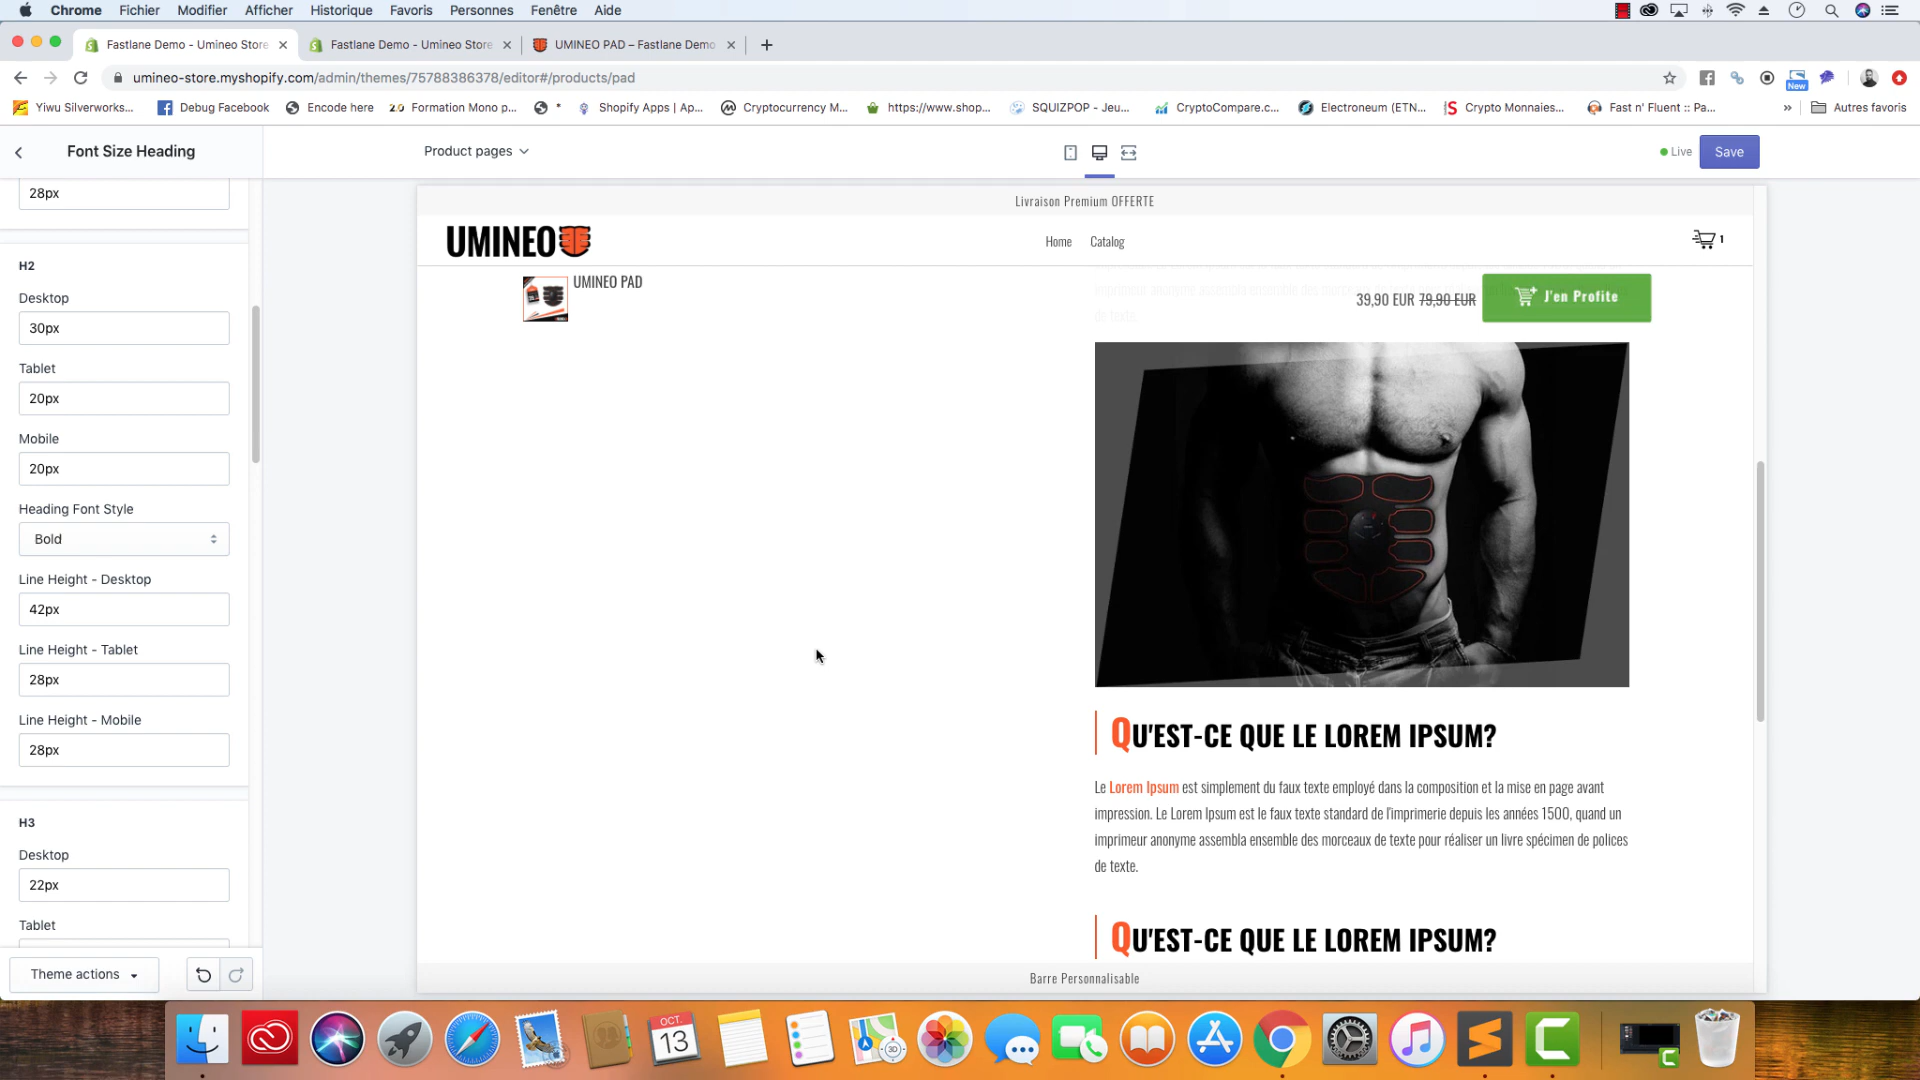 Chrome Fichier Modifier Afficher Historique Favoris Personnes Fenêtre Aide
Fastlane Demo - Umineo Store
Fastlane Demo - Umineo Store
UMINEO PAD – Fastlane Demo
umineo-store.myshopify.com/admin/themes/75788386378/editor#/products/pad
New
Yiwu Silverworks...
Debug Facebook
Encode here
2.0 Formation Mono p...
*
Shopify Apps | Ap...
Cryptocurrency M...
https://www.shop...
SQUIZPOP - Jeu...
CryptoCompare.c...
Electroneum (ETN...
Crypto Monnaies...
Fast n' Fluent :: Pa...
»
Autres favoris
Font Size Heading
Product pages
Live
Save
28px
H2
Desktop
30px
Tablet
20px
Mobile
20px
Heading Font Style
Bold
Line Height - Desktop
42px
Line Height - Tablet
28px
Line Height - Mobile
28px
H3
Desktop
22px
Tablet
Theme actions
Livraison Premium OFFERTE
UMINEO
Home Catalog
1
UMINEO PAD
39,90 EUR 79,90 EUR
J'en Profite
de texte.
QU'EST-CE QUE LE LOREM IPSUM?
Le Lorem Ipsum est simplement du faux texte employé dans la composition et la mise en page avant
impression. Le Lorem Ipsum est le faux texte standard de l'imprimerie depuis les années 1500, quand un
imprimeur anonyme assembla ensemble des morceaux de texte pour réaliser un livre spécimen de polices
de texte.
QU'EST-CE QUE LE LOREM IPSUM?
Barre Personnalisable
OCT.
13
3D